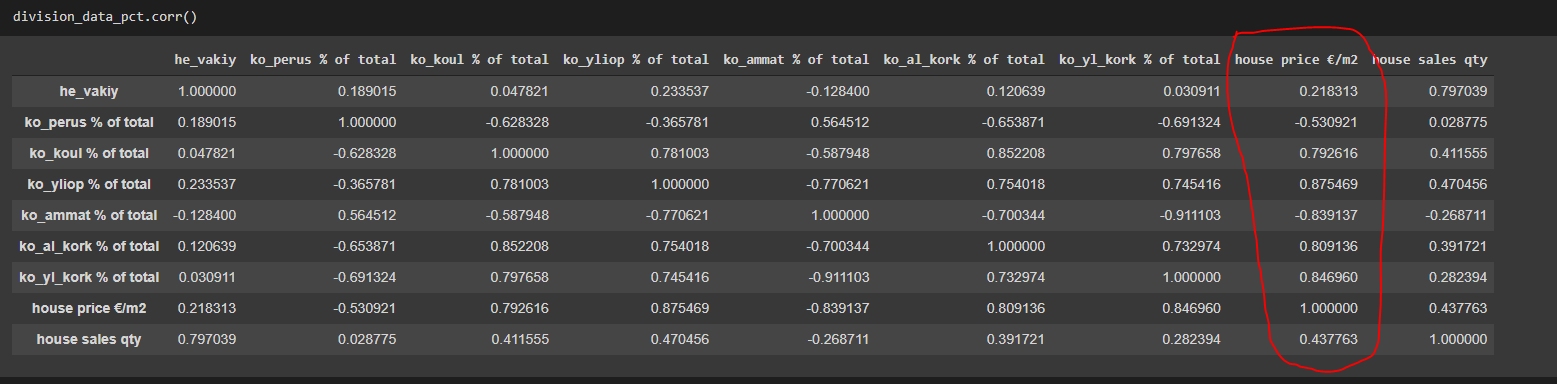 division_data_pct.corr()
he_vakiy ko_perus % of total ko_koul % of total ko_yliop % of total ko_ammat % of total ko_al_kork % of total ko_yl_kork % of total house price €/m2 house sales qty
he_vakiy 1.000000 0.189015 0.047821 0.233537 -0.128400 0.120639 0.030911 0.218313 0.797039
ko_perus % of total 0.189015 1.000000 -0.628328 -0.365781 0.564512 -0.653871 -0.691324 -0.530921 0.028775
ko_koul % of total 0.047821 -0.628328 1.000000 0.781003 -0.587948 0.852208 0.797658 0.792616 0.411555
ko_yliop % of total 0.233537 -0.365781 0.781003 1.000000 -0.770621 0.754018 0.745416 0.875469 0.470456
ko_ammat % of total -0.128400 0.564512 -0.587948 -0.770621 1.000000 -0.700344 -0.911103 -0.839137 -0.268711
ko_al_kork % of total 0.120639 -0.653871 0.852208 0.754018 -0.700344 1.000000 0.732974 0.809136 0.391721
ko_yl_kork % of total 0.030911 -0.691324 0.797658 0.745416 -0.911103 0.732974 1.000000 0.846960 0.282394
house price €/m2 0.218313 -0.530921 0.792616 0.875469 -0.839137 0.809136 0.846960 1.000000 0.437763
house sales qty 0.797039 0.028775 0.411555 0.470456 -0.268711 0.391721 0.282394 0.437763 1.000000